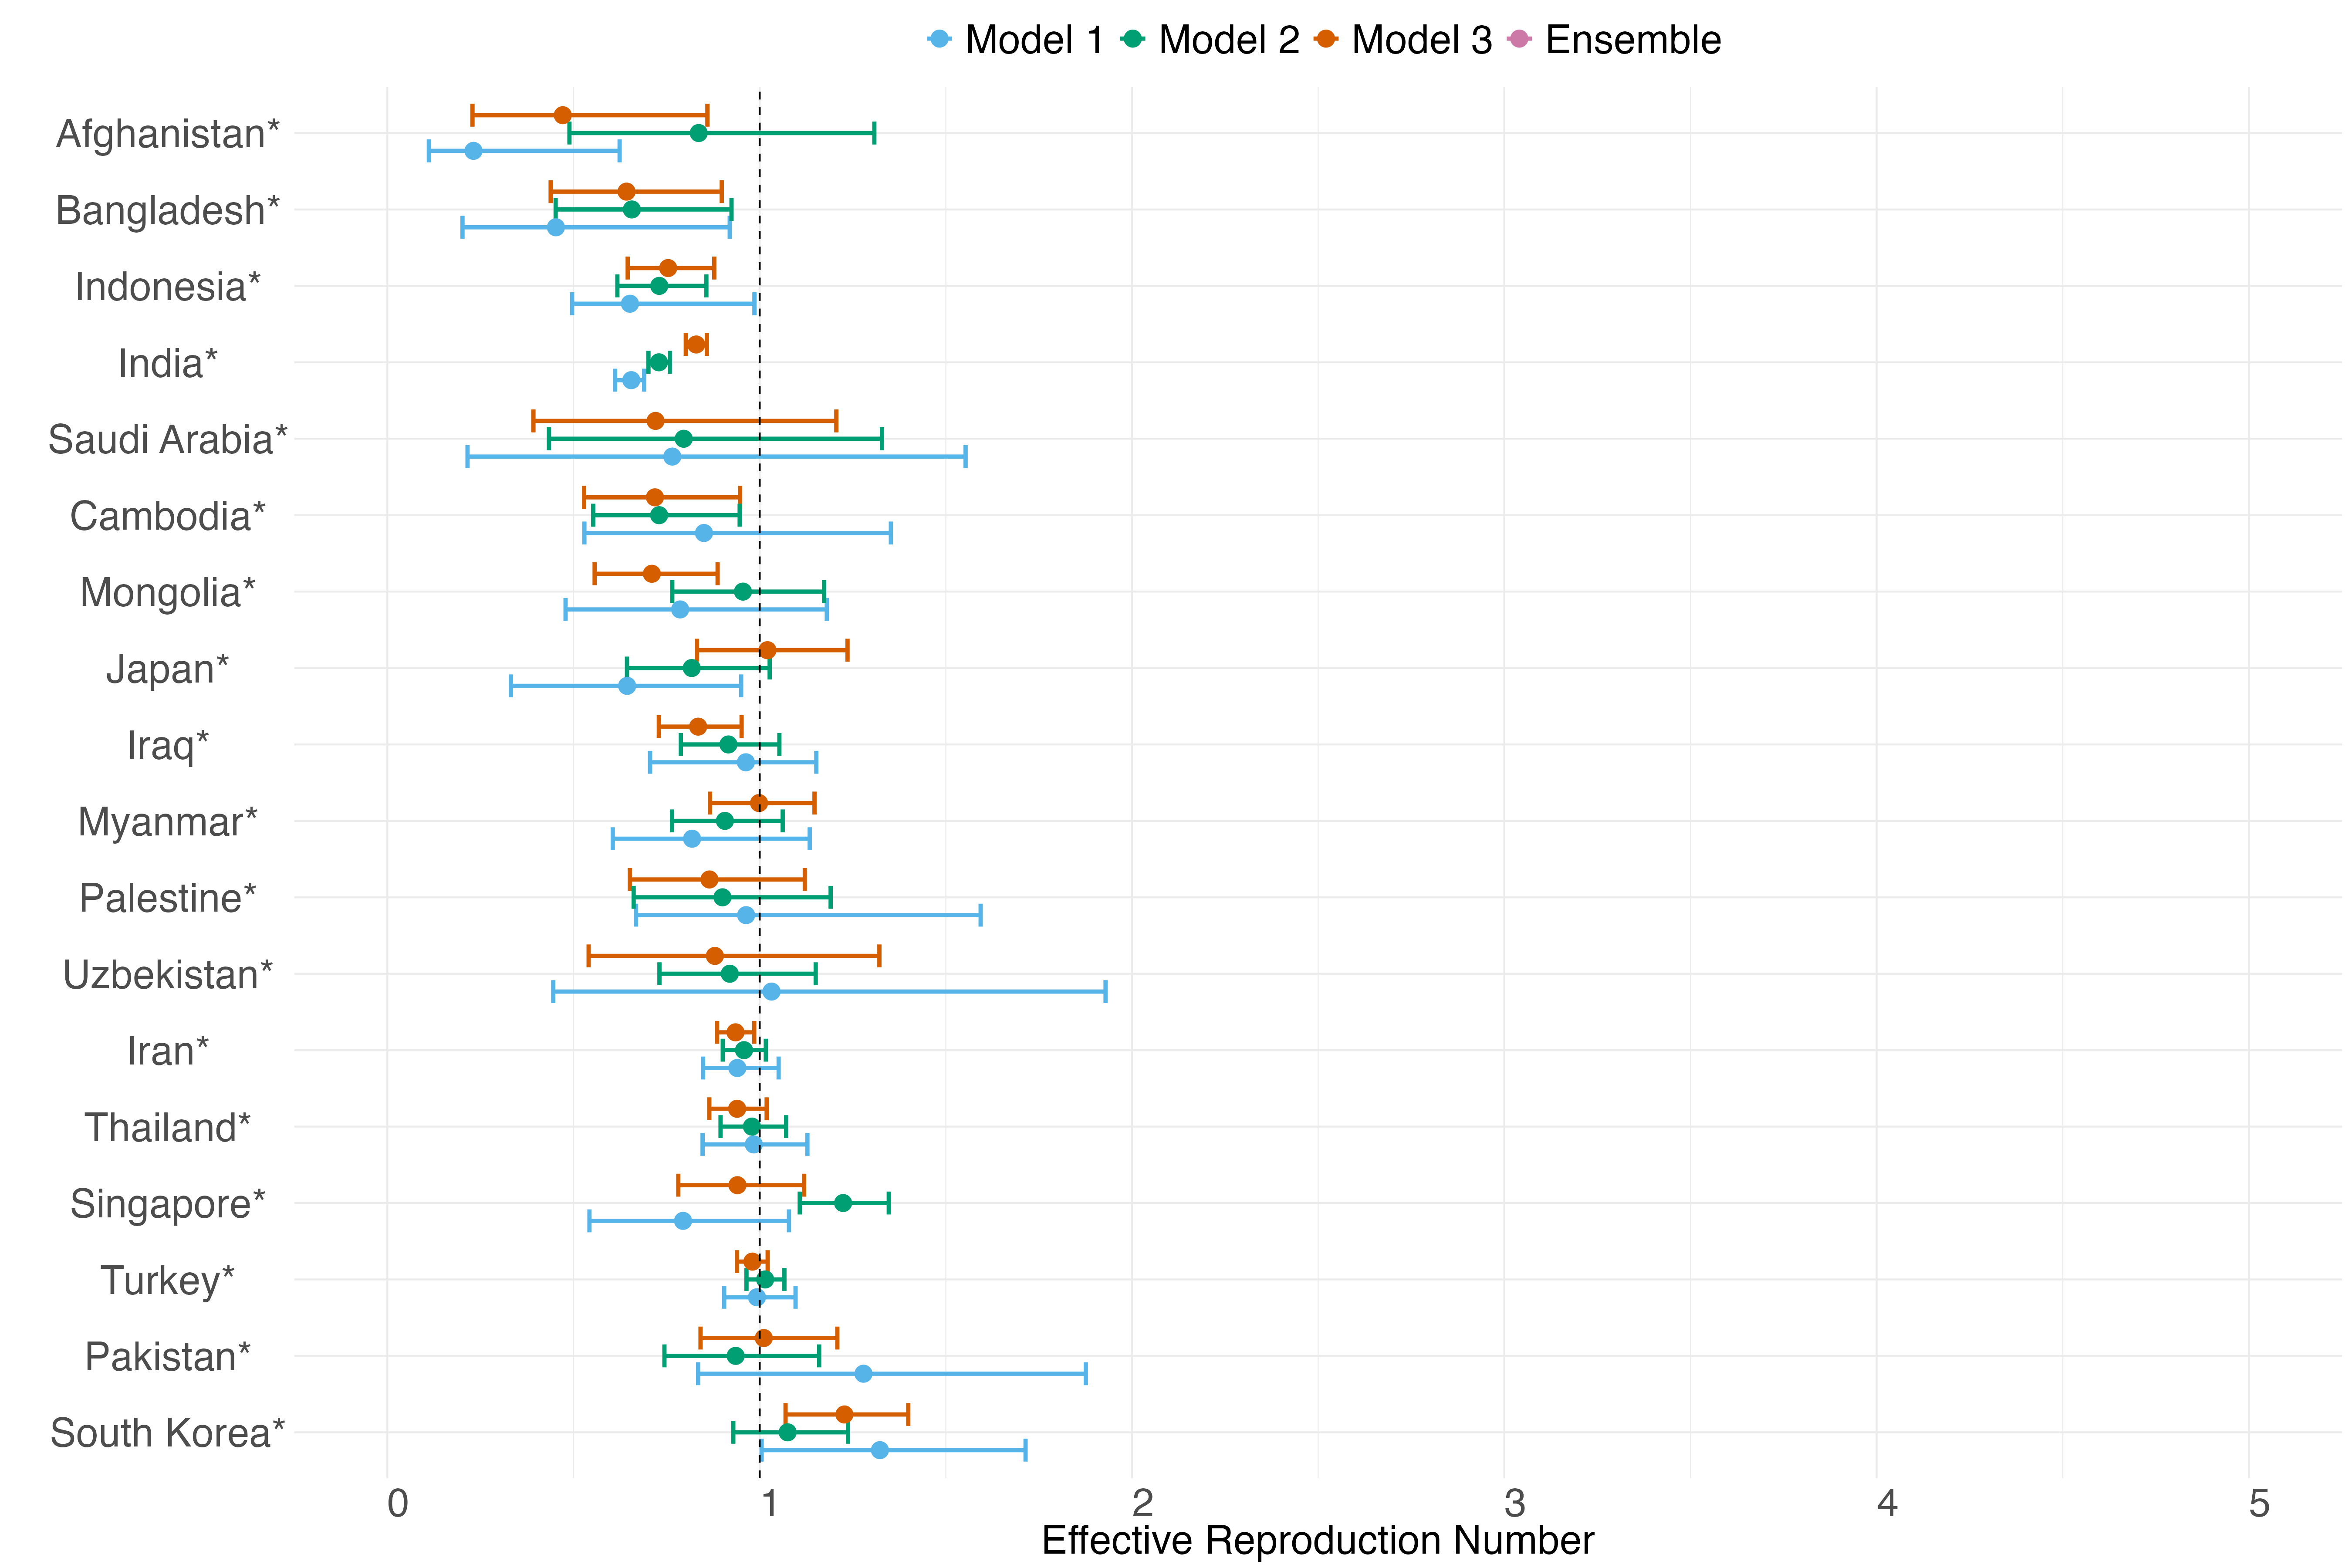 Model 1 Model 2 Model 3 Ensemble
Afghanistan*
Bangladesh*
Indonesia*
India*
Saudi Arabia*
Cambodia*
Mongolia*
Japan*
Iraq*
Myanmar*
Palestine*
Uzbekistan*
Iran*
Thailand*
Singapore*
Turkey*
Pakistan*
South Korea*
0 1 2 3 4 5
Effective Reproduction Number